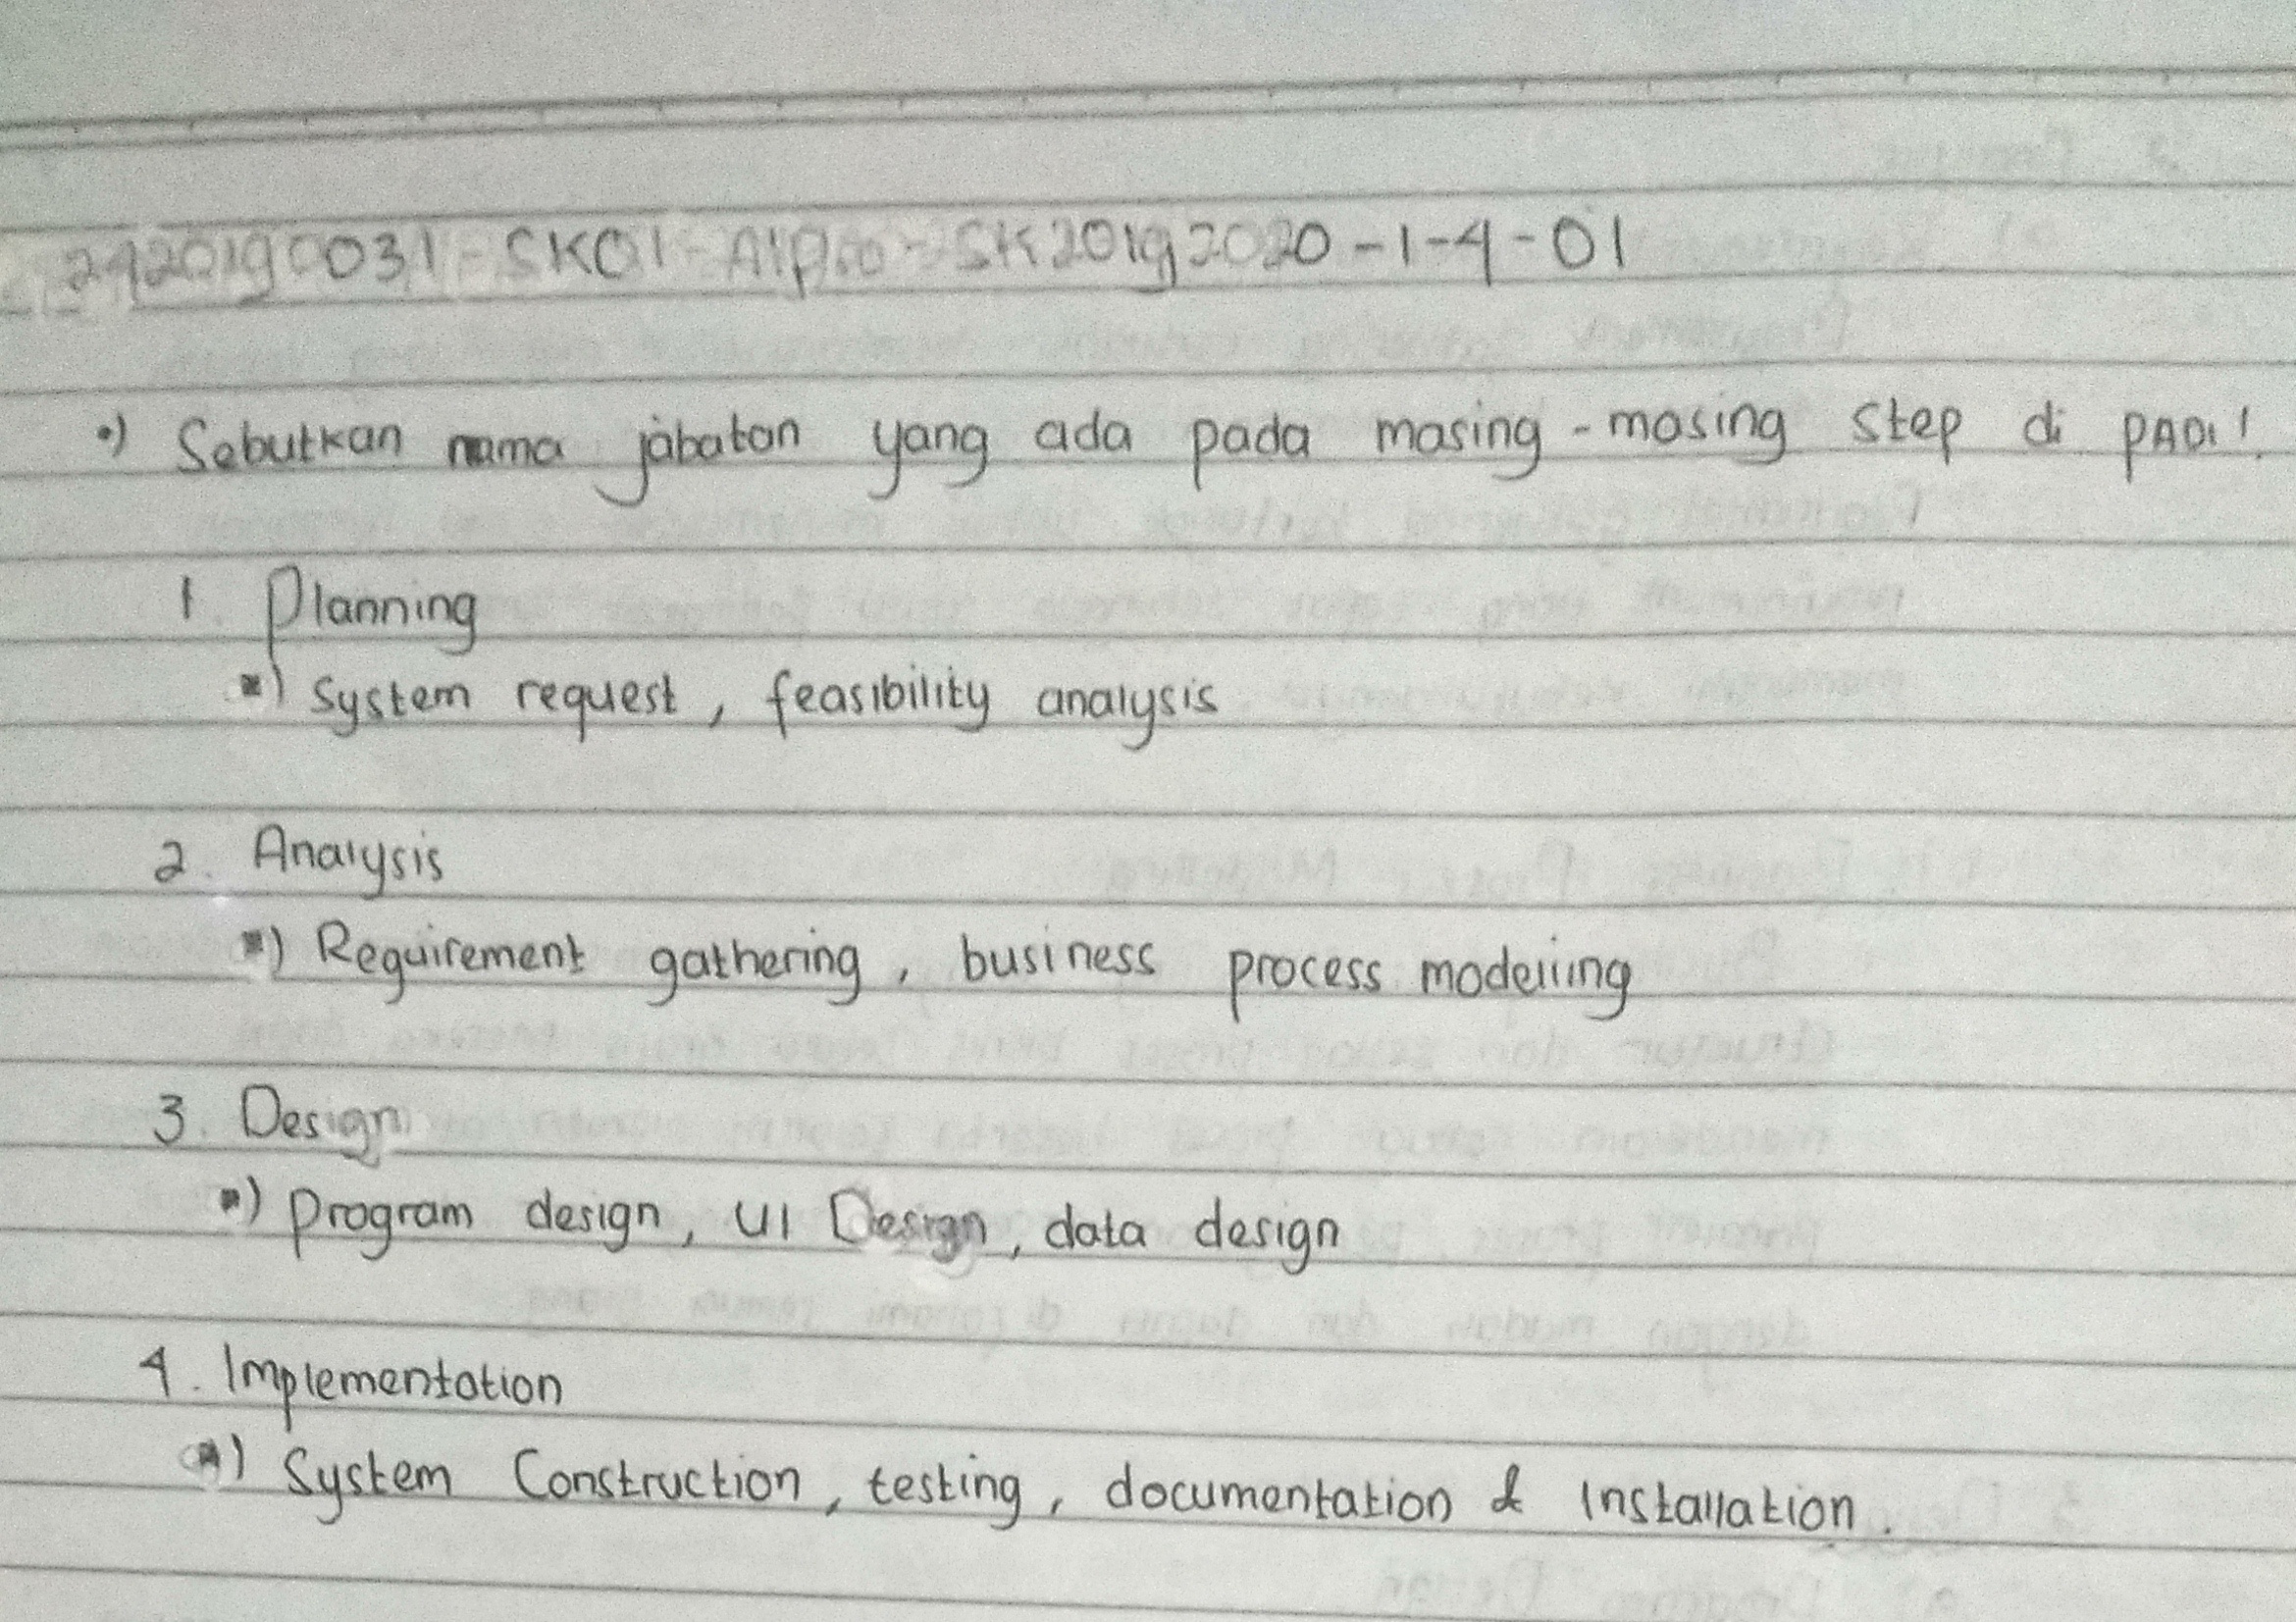 2420190031-SK01-Alpro-SK20192020-1-4-01
•) Sebutkan nama jabatan yang ada pada masing-masing step di PADI!
1. Planning
*) System request, feasibility analysis
2. Analysis
*) Requirement gathering, business process modelling
3. Design
*) Program design, UI Design, data design
4. Implementation
*) System Construction, testing, documentation & Installation.